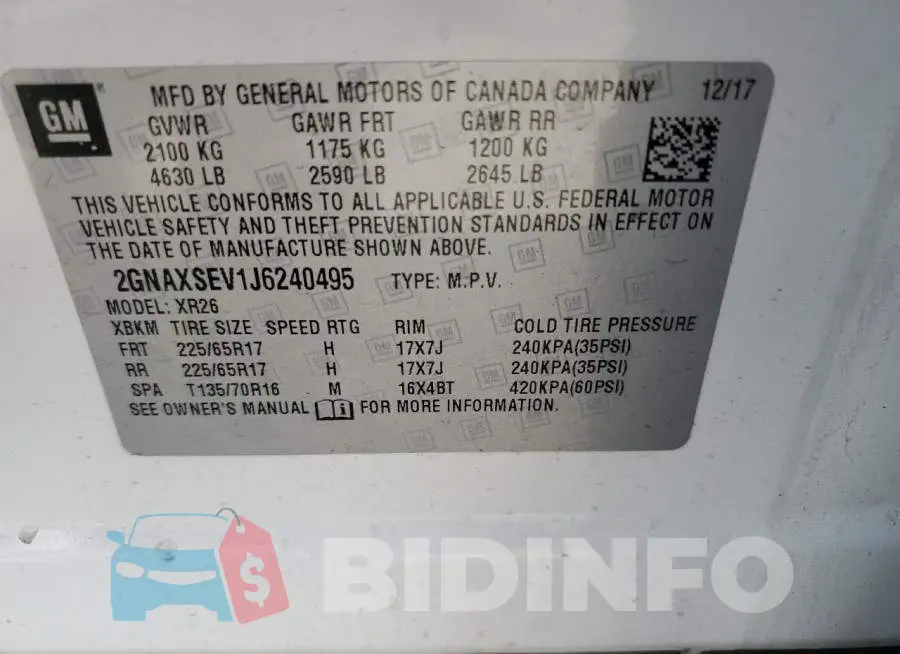 GM
MFD BY GENERAL MOTORS OF CANADA COMPANY 12/17
GVWR GAWR FRT GAWR RR
2100 KG 1175 KG 1200 KG
4630 LB 2590 LB 2645 LB
THIS VEHICLE CONFORMS TO ALL APPLICABLE U.S. FEDERAL MOTOR
VEHICLE SAFETY AND THEFT PREVENTION STANDARDS IN EFFECT ON
THE DATE OF MANUFACTURE SHOWN ABOVE.
2GNAXSEV1J6240495 TYPE: M.P.V.
MODEL: XR26
XBKM TIRE SIZE SPEED RTG RIM COLD TIRE PRESSURE
FRT 225/65R17 H 17X7J 240KPA(35PSI)
RR 225/65R17 H 17X7J 240KPA(35PSI)
SPA T135/70R16 M 16X4BT 420KPA(60PSI)
SEE OWNER'S MANUAL FOR MORE INFORMATION.
$ BIDINFO